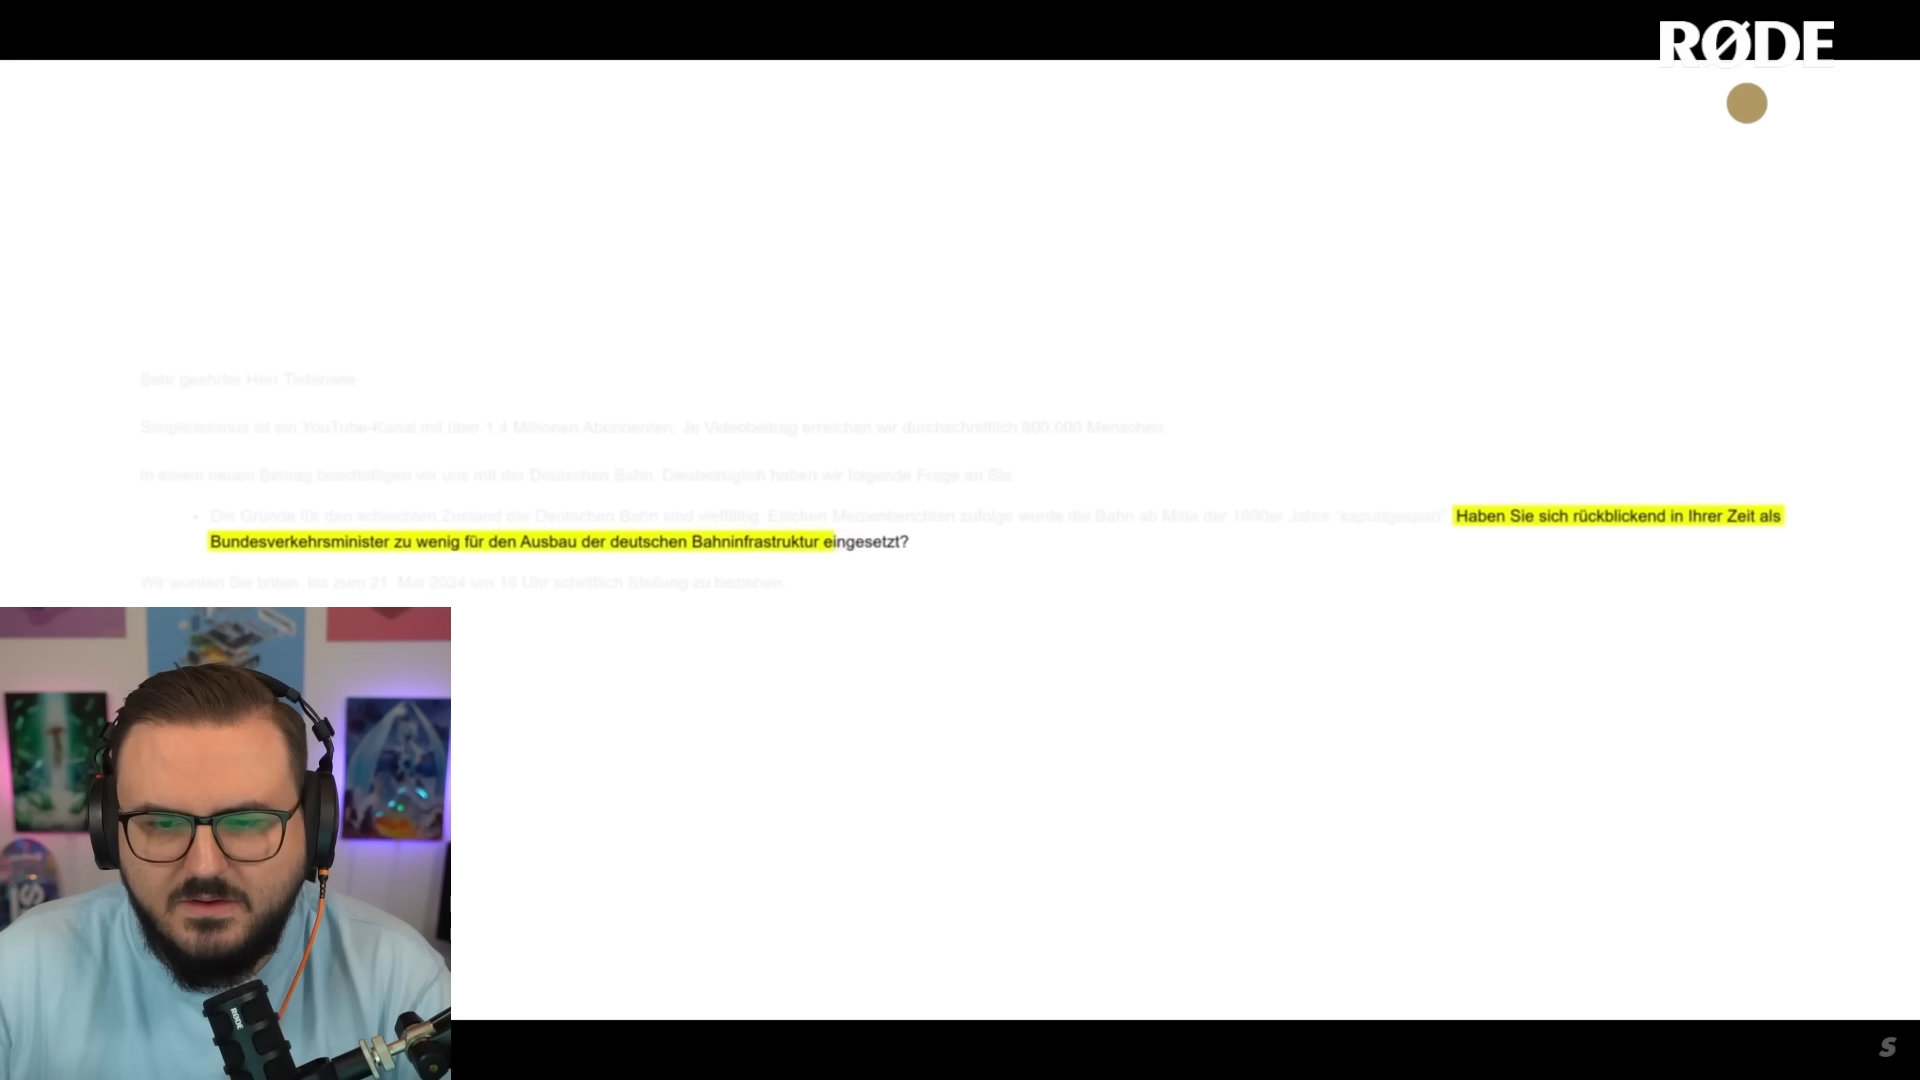 RØDE
Sehr geehrter Herr Tiefensee
Simplicissimus ist ein YouTube-Kanal mit über 1.4 Millionen Abonnenten. Je Videobeitrag erreichen wir durchschnittlich 800.000 Menschen.
In einem neuen Beitrag beschäftigen wir uns mit der Deutschen Bahn. Diesbezüglich haben wir folgende Frage an Sie:
• Die Gründe für den schlechten Zustand der Deutschen Bahn sind vielfältig. Etlichen Medienberichten zufolge wurde die Bahn ab Mitte der 1990er Jahre "kaputtgespart". Haben Sie sich rückblickend in Ihrer Zeit als
Bundesverkehrsminister zu wenig für den Ausbau der deutschen Bahninfrastruktur eingesetzt?
Wir würden Sie bitten, bis zum 21. Mai 2024 um 16 Uhr schriftlich Stellung zu beziehen
RØDE
S